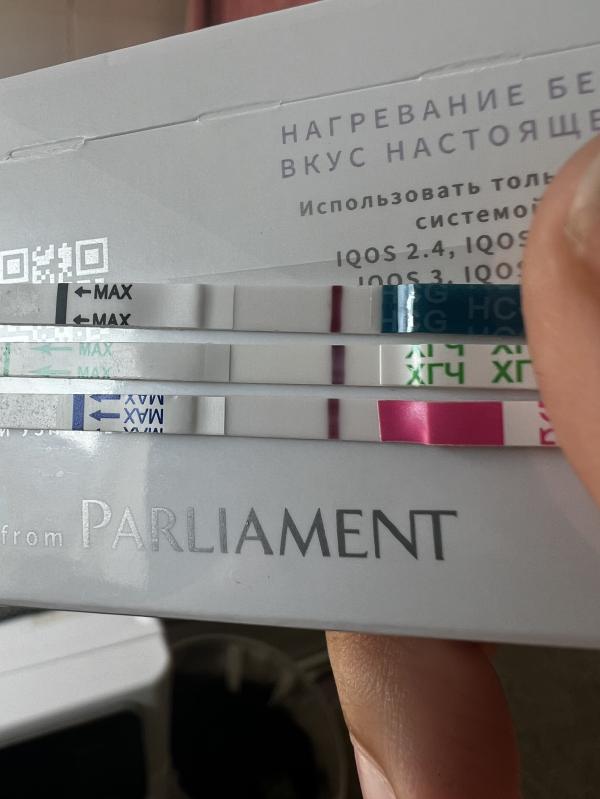 НАГРЕВАНИЕ БЕ
ВКУС НАСТОЯЩЕ
Использовать толь
системой
IQOS 2.4, IQOS
IQOS 3, IQOS
←MAX
←MAX
HCG HCG
←MAX
←MAX
ХГЧ ХГЧ
ХГЧ ХГ
←MAX
←MAX
from PARLIAMENT